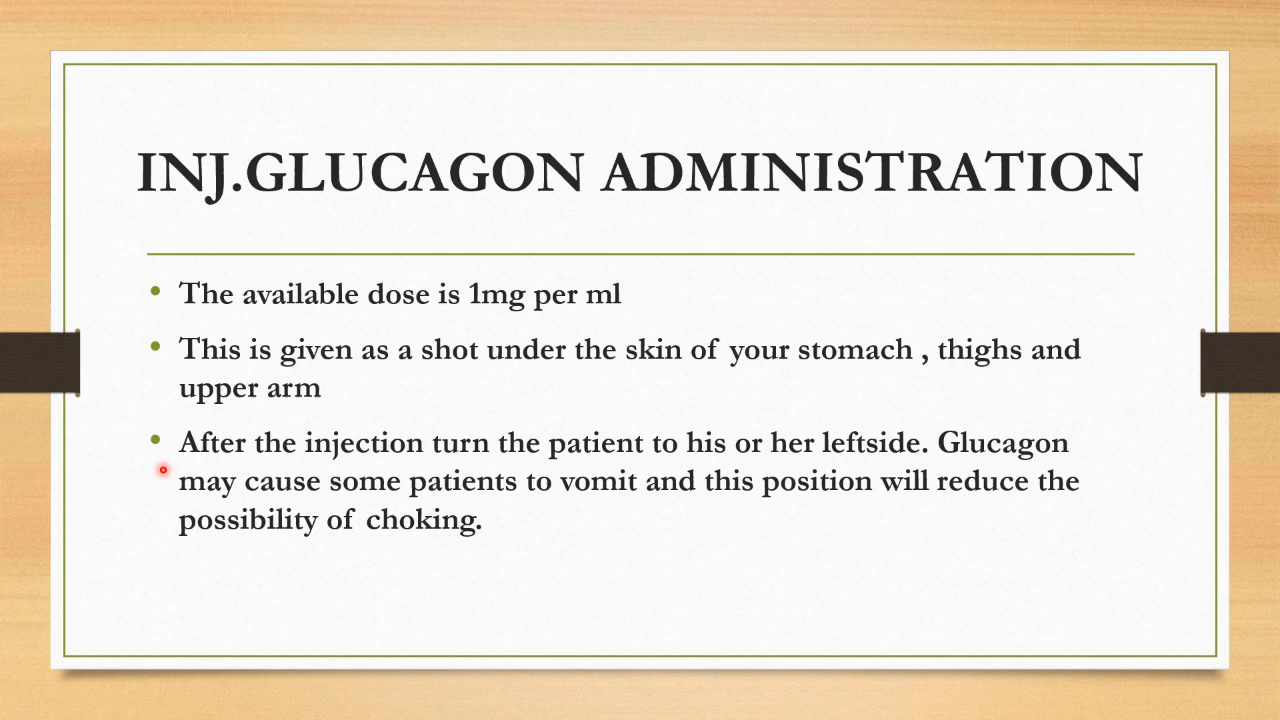 INJ.GLUCAGON ADMINISTRATION
• The available dose is 1mg per ml
• This is given as a shot under the skin of your stomach , thighs and
upper arm
• After the injection turn the patient to his or her leftside. Glucagon
may cause some patients to vomit and this position will reduce the
possibility of choking.